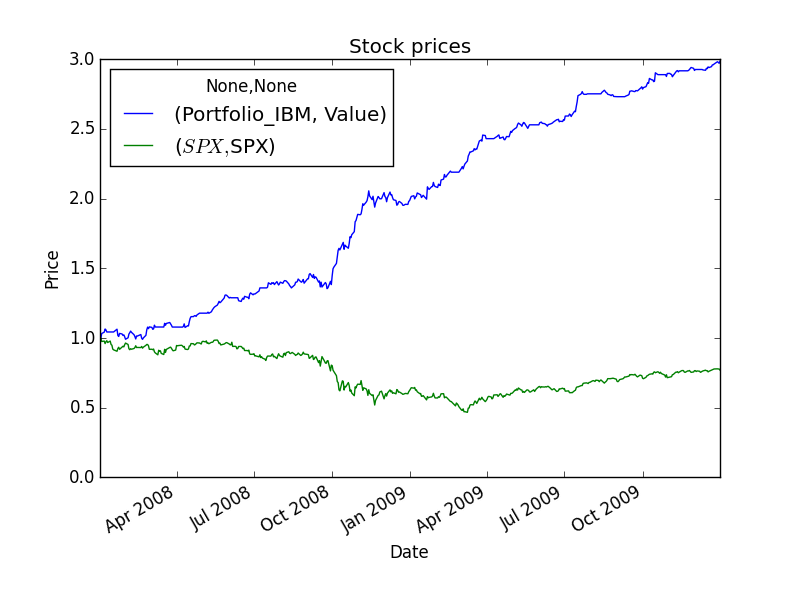 Stock prices
None,None
(Portfolio_IBM, Value)
(SPX,SPX)
Price
3.0
2.5
2.0
1.5
1.0
0.5
0.0
Apr 2008
Jul 2008
Oct 2008
Jan 2009
Apr 2009
Jul 2009
Oct 2009
Date